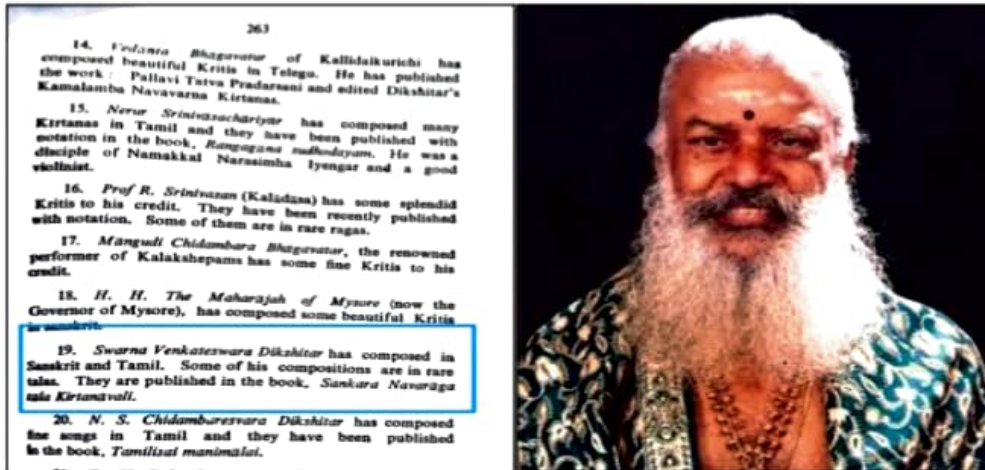 263
14. Vedanta Bhagavatar of Kallidaikurichi has
composed beautiful Kritis in Telegu. He has published
the work : Pallavi Tatva Pradarsani and edited Dikshitar's
Kamalamba Navavarna Kirtanas.
15. Nerur Srinivasachariyar has composed many
Kirtanas in Tamil and they have been published with
notation in the book, Rangagana sudhodayam. He was a
disciple of Namakkal Narasimha Iyengar and a good
violinist.
16. Prof R. Srinivasan (Kaladasa) has some splendid
Kritis to his credit. They have been recently published
with notation. Some of them are in rare ragas.
17. Mangudi Chidambara Bhagavatar, the renowned
performer of Kalakshepams has some fine Kritis to his
credit.
18. H. H. The Maharājah of Mysore (now the
Governor of Mysore), has composed some beautiful Kritis
in sanskrit.
19. Swarna Venkateswara Dikshitar has composed in
Sanskrit and Tamil. Some of his compositions are in rare
talas. They are published in the book, Sankara Navarāga
tala Kirtanāvali.
20. N. S. Chidambaresvara Dikshitar has composed
fine songs in Tamil and they have been published
in the book, Tamilisai manimālai.